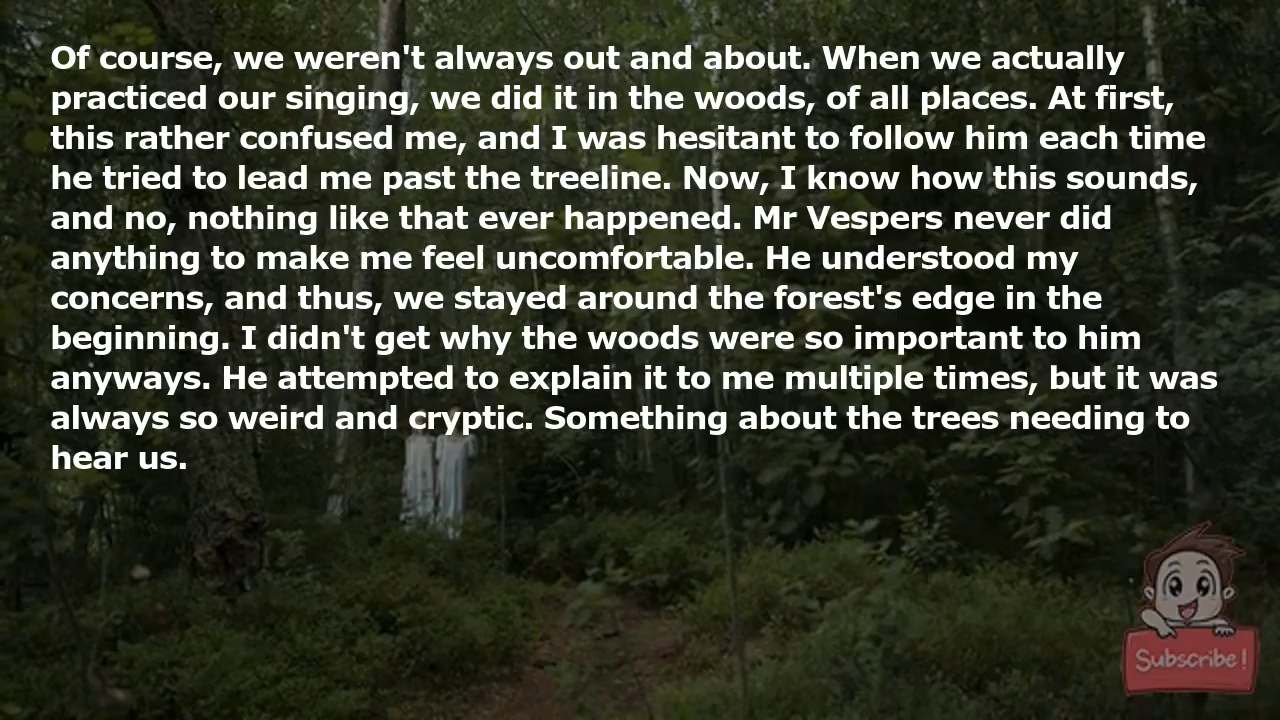 Of course, we weren't always out and about. When we actually
practiced our singing, we did it in the woods, of all places. At first,
this rather confused me, and I was hesitant to follow him each time
he tried to lead me past the treeline. Now, I know how this sounds,
and no, nothing like that ever happened. Mr Vespers never did
anything to make me feel uncomfortable. He understood my
concerns, and thus, we stayed around the forest's edge in the
beginning. I didn't get why the woods were so important to him
anyways. He attempted to explain it to me multiple times, but it was
always so weird and cryptic. Something about the trees needing to
hear us.
Subscribe!